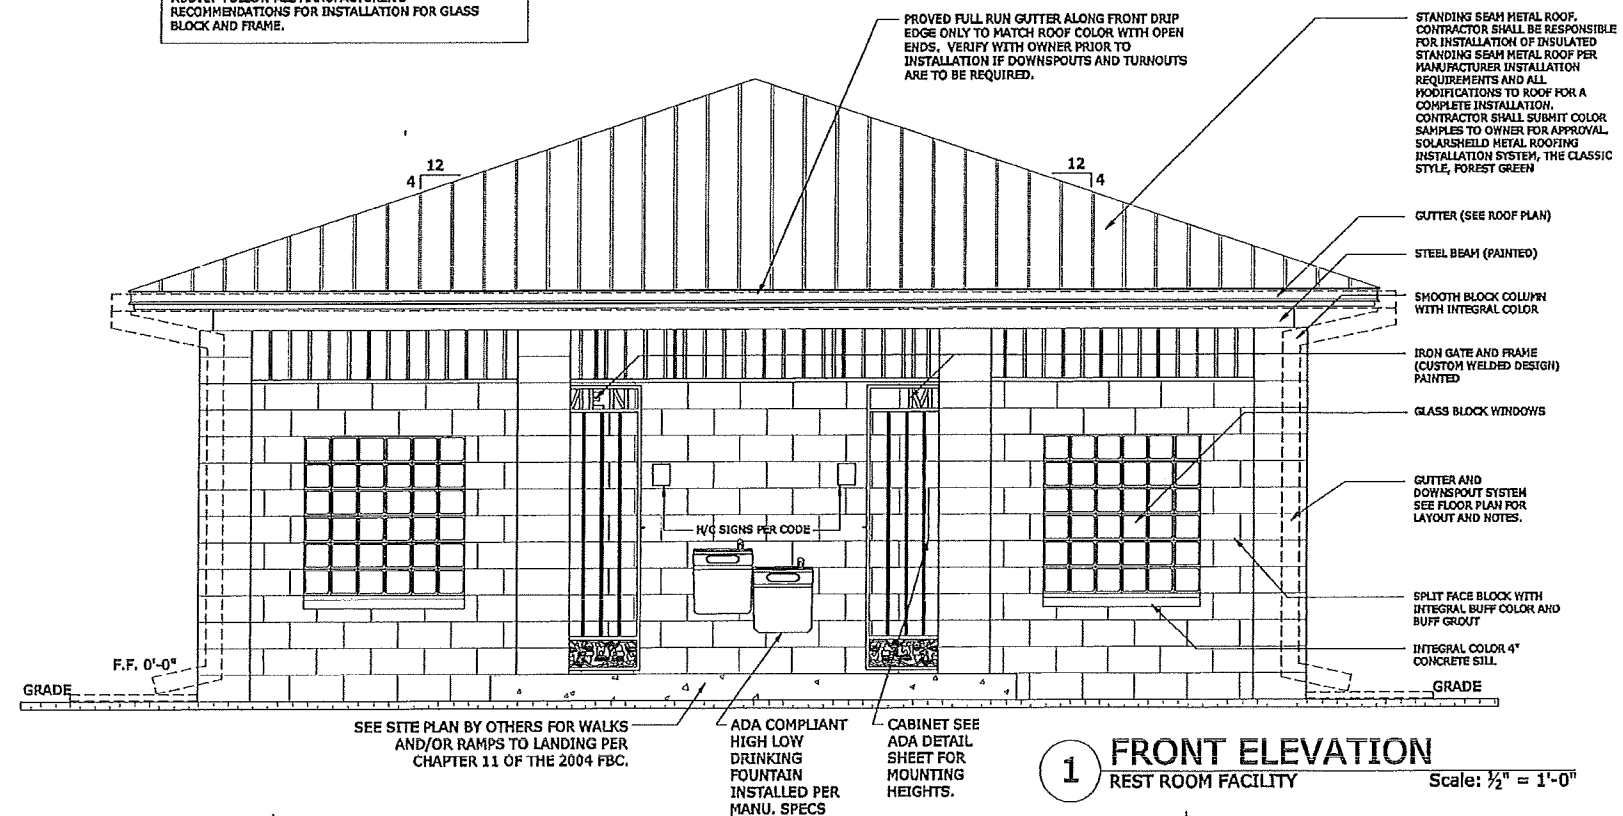 RECOMMENDATIONS FOR INSTALLATION FOR GLASS
BLOCK AND FRAME.
PROVED FULL RUN GUTTER ALONG FRONT DRIP
EDGE ONLY TO MATCH ROOF COLOR WITH OPEN
ENDS. VERIFY WITH OWNER PRIOR TO
INSTALLATION IF DOWNSPOUTS AND TURNOUTS
ARE TO BE REQUIRED.
STANDING SEAM METAL ROOF.
CONTRACTOR SHALL BE RESPONSIBLE
FOR INSTALLATION OF INSULATED
STANDING SEAM METAL ROOF PER
MANUFACTURER INSTALLATION
REQUIREMENTS AND ALL
MODIFICATIONS TO ROOF FOR A
COMPLETE INSTALLATION.
CONTRACTOR SHALL SUBMIT COLOR
SAMPLES TO OWNER FOR APPROVAL.
SOLARSHEILD METAL ROOFING
INSTALLATION SYSTEM, THE CLASSIC
STYLE, FOREST GREEN
12
4
12
4
GUTTER (SEE ROOF PLAN)
STEEL BEAM (PAINTED)
SMOOTH BLOCK COLUMN
WITH INTEGRAL COLOR
IRON GATE AND FRAME
(CUSTOM WELDED DESIGN)
PAINTED
GLASS BLOCK WINDOWS
GUTTER AND
DOWNSPOUT SYSTEM
SEE FLOOR PLAN FOR
LAYOUT AND NOTES.
SPLIT FACE BLOCK WITH
INTEGRAL BUFF COLOR AND
BUFF GROUT
INTEGRAL COLOR 4"
CONCRETE SILL
MEN
M
H/C SIGNS PER CODE
F.F. 0'-0"
GRADE
GRADE
SEE SITE PLAN BY OTHERS FOR WALKS
AND/OR RAMPS TO LANDING PER
CHAPTER 11 OF THE 2004 FBC.
ADA COMPLIANT
HIGH LOW
DRINKING
FOUNTAIN
INSTALLED PER
MANU. SPECS
CABINET SEE
ADA DETAIL
SHEET FOR
MOUNTING
HEIGHTS.
1
FRONT ELEVATION
REST ROOM FACILITY
Scale: ½" = 1'-0"